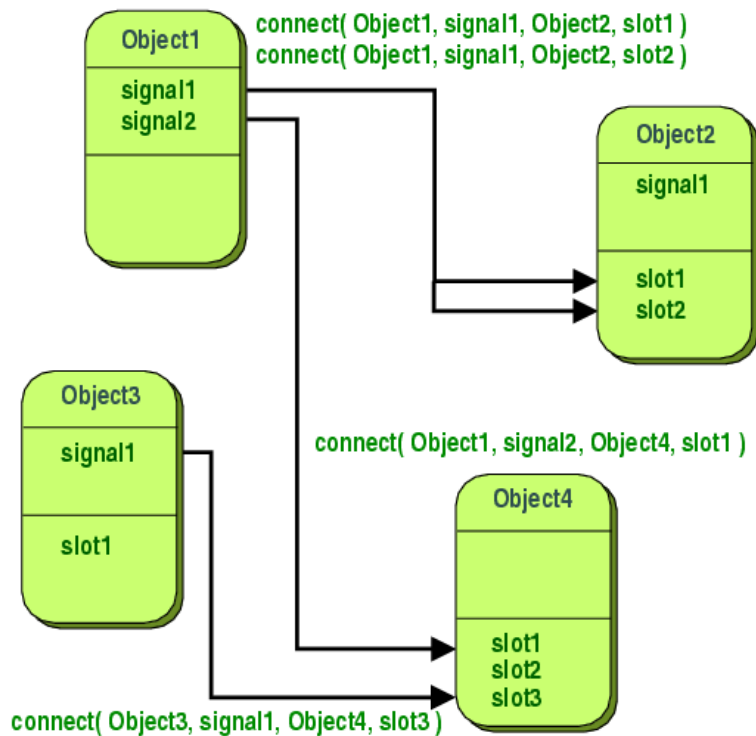 Object1
signal1
signal2
connect( Object1, signal1, Object2, slot1 )
connect( Object1, signal1, Object2, slot2 )
Object2
signal1
slot1
slot2
Object3
signal1
slot1
connect( Object1, signal2, Object4, slot1 )
Object4
slot1
slot2
slot3
connect( Object3, signal1, Object4, slot3 )